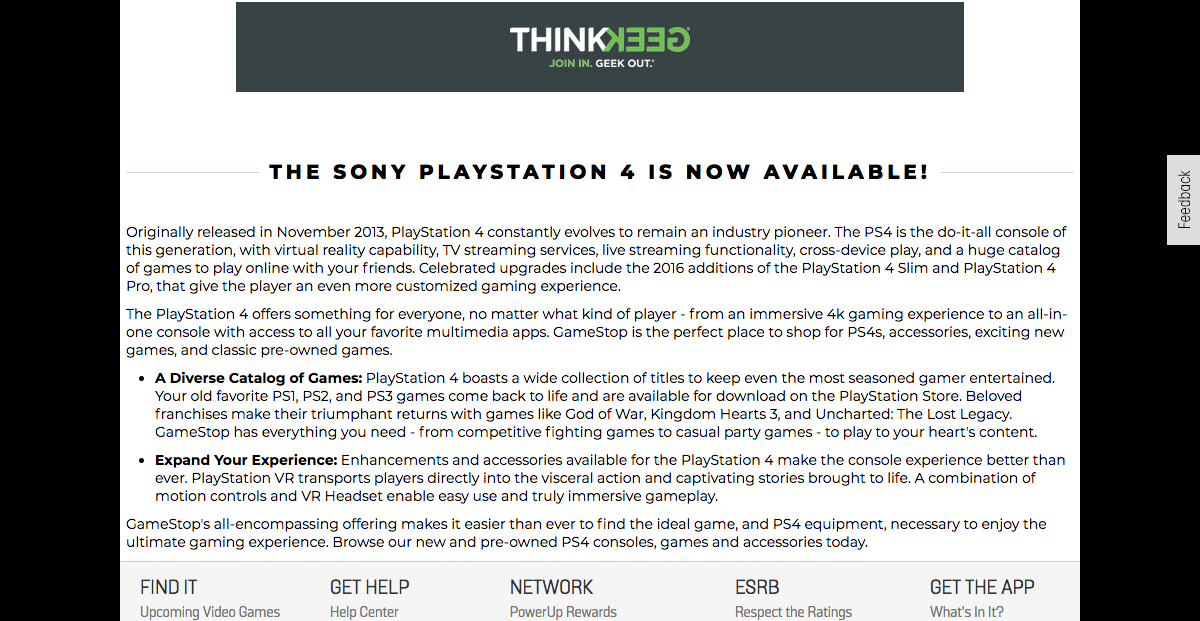 THINKGEEK
JOIN IN. GEEK OUT.
THE SONY PLAYSTATION 4 IS NOW AVAILABLE!
Feedback
Originally released in November 2013, PlayStation 4 constantly evolves to remain an industry pioneer. The PS4 is the do-it-all console of
this generation, with virtual reality capability, TV streaming services, live streaming functionality, cross-device play, and a huge catalog
of games to play online with your friends. Celebrated upgrades include the 2016 additions of the PlayStation 4 Slim and PlayStation 4
Pro, that give the player an even more customized gaming experience.
The PlayStation 4 offers something for everyone, no matter what kind of player - from an immersive 4k gaming experience to an all-in-
one console with access to all your favorite multimedia apps. GameStop is the perfect place to shop for PS4s, accessories, exciting new
games, and classic pre-owned games.
• A Diverse Catalog of Games: PlayStation 4 boasts a wide collection of titles to keep even the most seasoned gamer entertained.
Your old favorite PS1, PS2, and PS3 games come back to life and are available for download on the PlayStation Store. Beloved
franchises make their triumphant returns with games like God of War, Kingdom Hearts 3, and Uncharted: The Lost Legacy.
GameStop has everything you need - from competitive fighting games to casual party games - to play to your heart's content.
• Expand Your Experience: Enhancements and accessories available for the PlayStation 4 make the console experience better than
ever. PlayStation VR transports players directly into the visceral action and captivating stories brought to life. A combination of
motion controls and VR Headset enable easy use and truly immersive gameplay.
GameStop's all-encompassing offering makes it easier than ever to find the ideal game, and PS4 equipment, necessary to enjoy the
ultimate gaming experience. Browse our new and pre-owned PS4 consoles, games and accessories today.
FIND IT GET HELP NETWORK ESRB GET THE APP
Upcoming Video Games Help Center PowerUp Rewards Respect the Ratings What's In It?